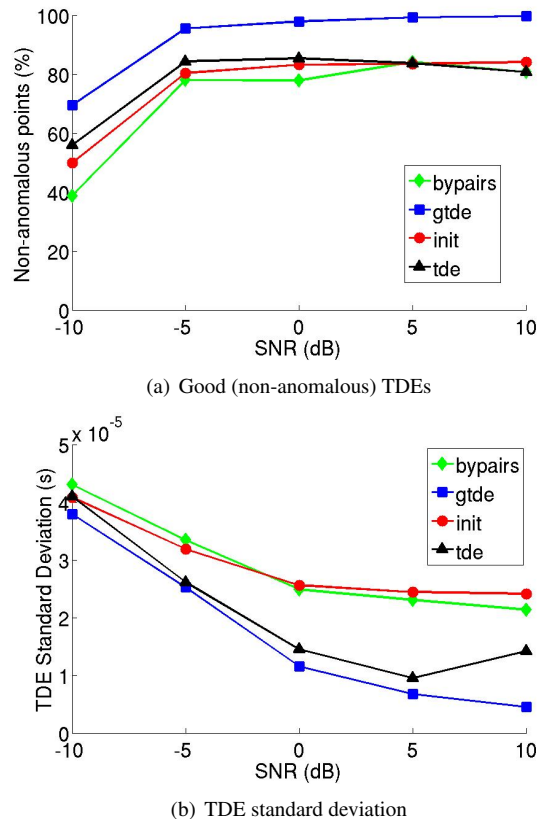 100
80
60
40
20
0
Non-anomalous points (%)
bypairs
gtde
init
tde
-10
-5
0
5
10
SNR (dB)
(a) Good (non-anomalous) TDEs
x 10^-5
5
4
3
2
1
0
TDE Standard Deviation (s)
bypairs
gtde
init
tde
-10
-5
0
5
10
SNR (dB)
(b) TDE standard deviation